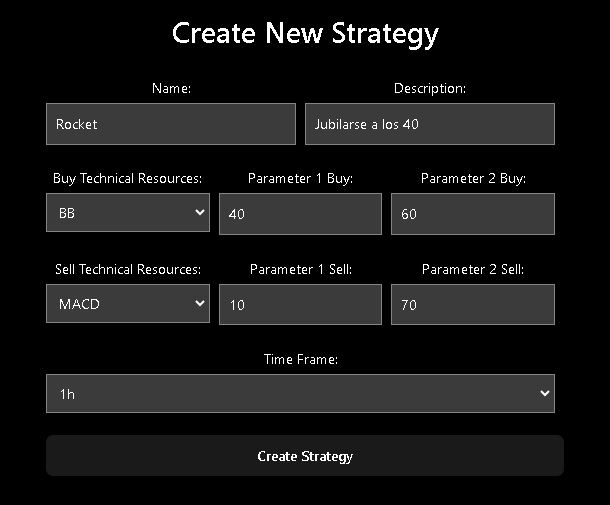 Create New Strategy
Name: Description:
Rocket Jubilarse a los 40
Buy Technical Resources: Parameter 1 Buy: Parameter 2 Buy:
BB 40 60
Sell Technical Resources: Parameter 1 Sell: Parameter 2 Sell:
MACD 10 70
Time Frame:
1h
Create Strategy